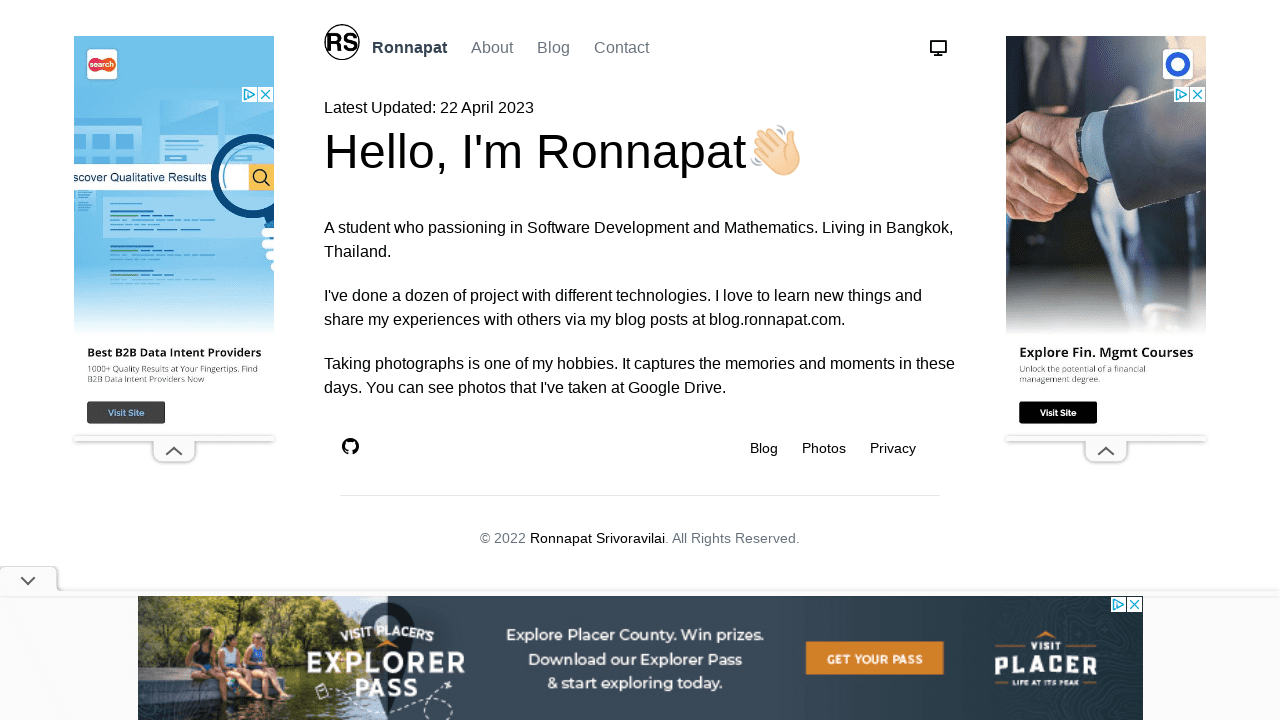 RS
Ronnapat About Blog Contact
Latest Updated: 22 April 2023
Hello, I'm Ronnapat
A student who passioning in Software Development and Mathematics. Living in Bangkok,
Thailand.
I've done a dozen of project with different technologies. I love to learn new things and
share my experiences with others via my blog posts at blog.ronnapat.com.
Taking photographs is one of my hobbies. It captures the memories and moments in these
days. You can see photos that I've taken at Google Drive.
Blog Photos Privacy
© 2022 Ronnapat Srivoravilai. All Rights Reserved.
search
scover Qualitative Results
Best B2B Data Intent Providers
1000+ Quality Results at Your Fingertips. Find
B2B Data Intent Providers Now
Visit Site
Explore Fin. Mgmt Courses
Unlock the potential of a financial
management degree.
Visit Site
VISIT PLACER'S
EXPLORER
PASS
Explore Placer County. Win prizes.
Download our Explorer Pass
& start exploring today.
GET YOUR PASS
VISIT
PLACER
LIFE AT ITS PEAK